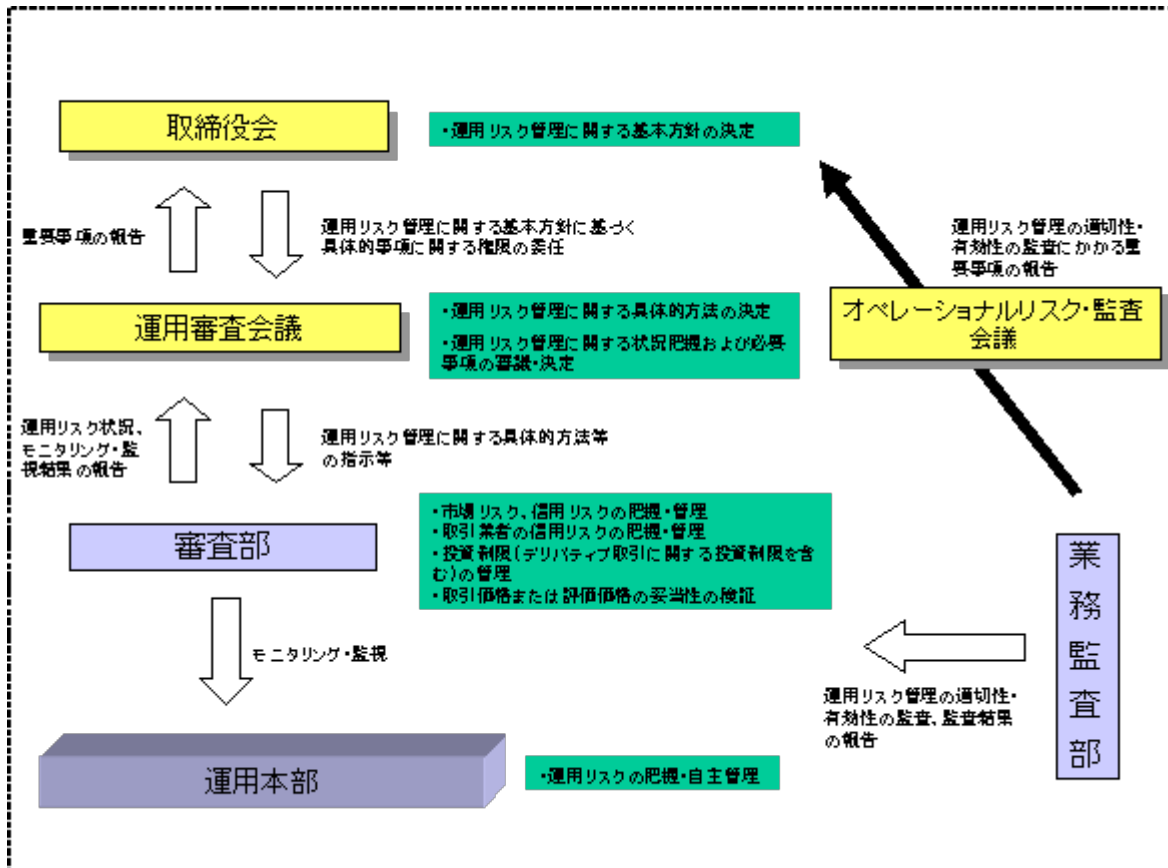 取締役会
・運用リスク管理に関する基本方針の決定
重要事項の報告
運用リスク管理に関する基本方針に基づく
具体的事項に関する権限の委任
運用リスク管理の適切性・
有効性の監査にかかる重
要事項の報告
運用審査会議
・運用リスク管理に関する具体的方法の決定
・運用リスク管理に関する状況把握および必要
事項の審議・決定
オペレーショナルリスク・監査
会議
運用リスク状況、
モニタリング・監
視結果の報告
運用リスク管理に関する具体的方法等
の指示等
審査部
・市場リスク、信用リスクの把握・管理
・取引業者の信用リスクの把握・管理
・投資制限(デリバティブ取引に関する投資制限を含
む)の管理
・取引価格または評価価格の妥当性の検証
業務監査部
モニタリング・監視
運用リスク管理の適切性・
有効性の監査、監査結果
の報告
運用本部
・運用リスクの把握・自主管理